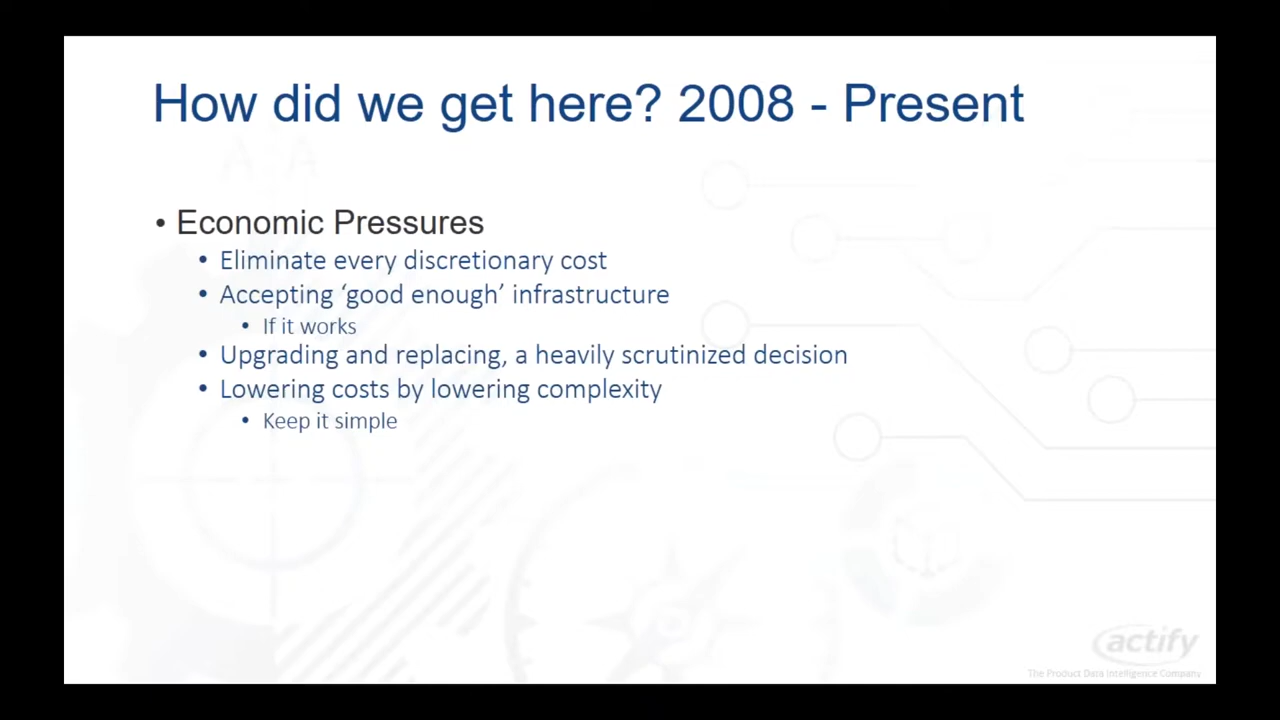 How did we get here? 2008 - Present
• Economic Pressures
• Eliminate every discretionary cost
• Accepting ‘good enough’ infrastructure
• If it works
• Upgrading and replacing, a heavily scrutinized decision
• Lowering costs by lowering complexity
• Keep it simple
A A
actify
The Product Data Intelligence Company